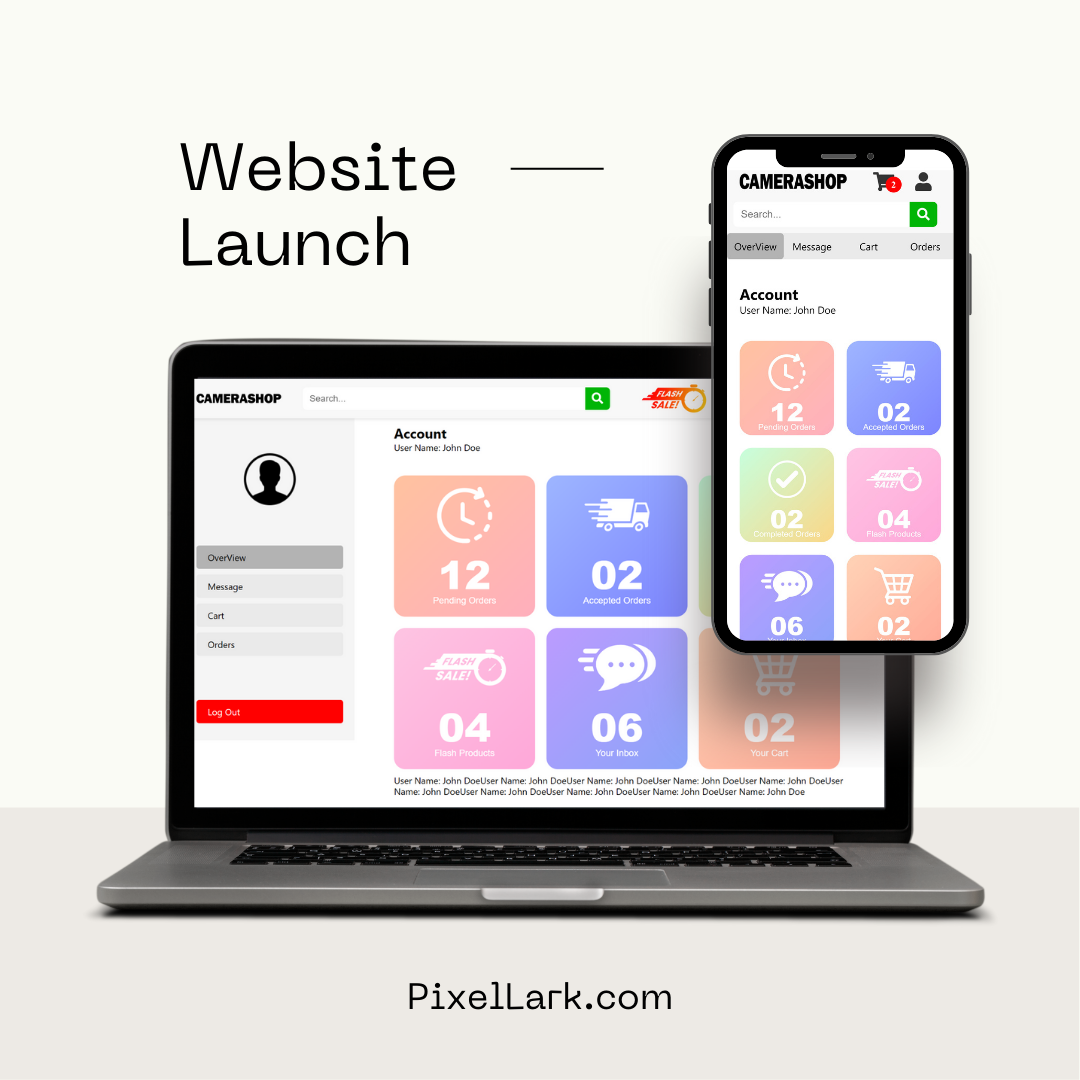 Website
Launch
CAMERASHOP
2
Search...
OverView
Message
Cart
Orders
Account
User Name: John Doe
12
Pending Orders
02
Accepted Orders
02
Completed Orders
FLASH
SALE!
04
Flash Products
06
02
CAMERASHOP
Search...
FLASH
SALE!
OverView
Message
Cart
Orders
Log Out
Account
User Name: John Doe
12
Pending Orders
02
Accepted Orders
FLASH
SALE!
04
Flash Products
06
Your Inbox
02
Your Cart
User Name: John DoeUser Name: John DoeUser Name: John DoeUser Name: John DoeUser Name: John DoeUser
Name: John DoeUser Name: John DoeUser Name: John DoeUser Name: John DoeUser Name: John Doe
PixelLark.com